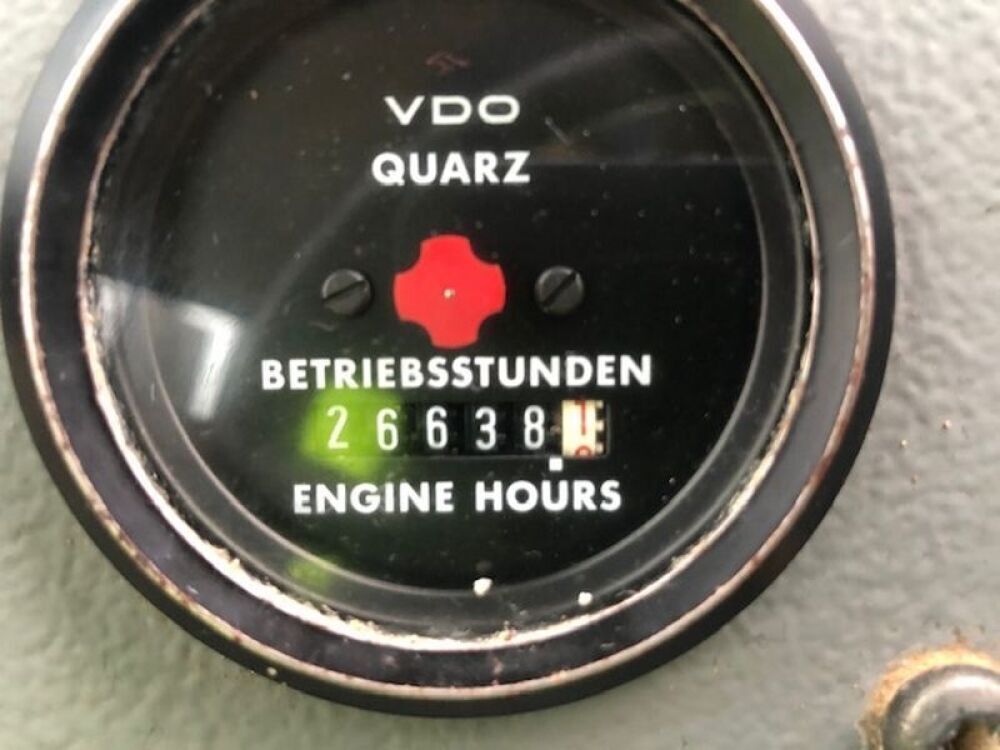 VDO
QUARZ
BETRIEBSSTUNDEN
26638
ENGINE HOURS